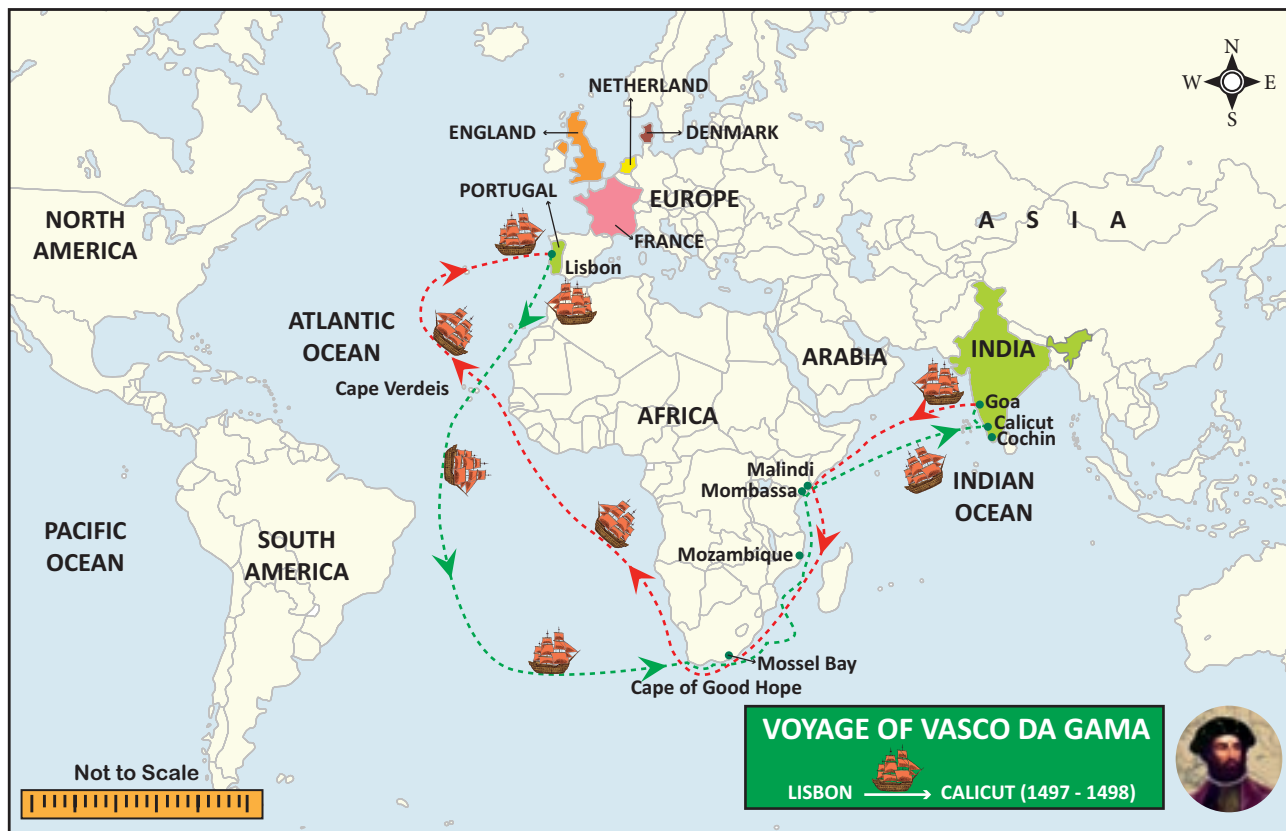 N
W
E
S
NETHERLAND
ENGLAND
DENMARK
PORTUGAL
EUROPE
FRANCE
NORTH
AMERICA
A S I A
Lisbon
ATLANTIC
OCEAN
ARABIA
INDIA
Cape Verdeis
AFRICA
Goa
Calicut
Cochin
Malindi
Mombassa
INDIAN
OCEAN
PACIFIC
OCEAN
SOUTH
AMERICA
Mozambique
Mossel Bay
Cape of Good Hope
VOYAGE OF VASCO DA GAMA
LISBON CALICUT (1497 - 1498)
Not to Scale